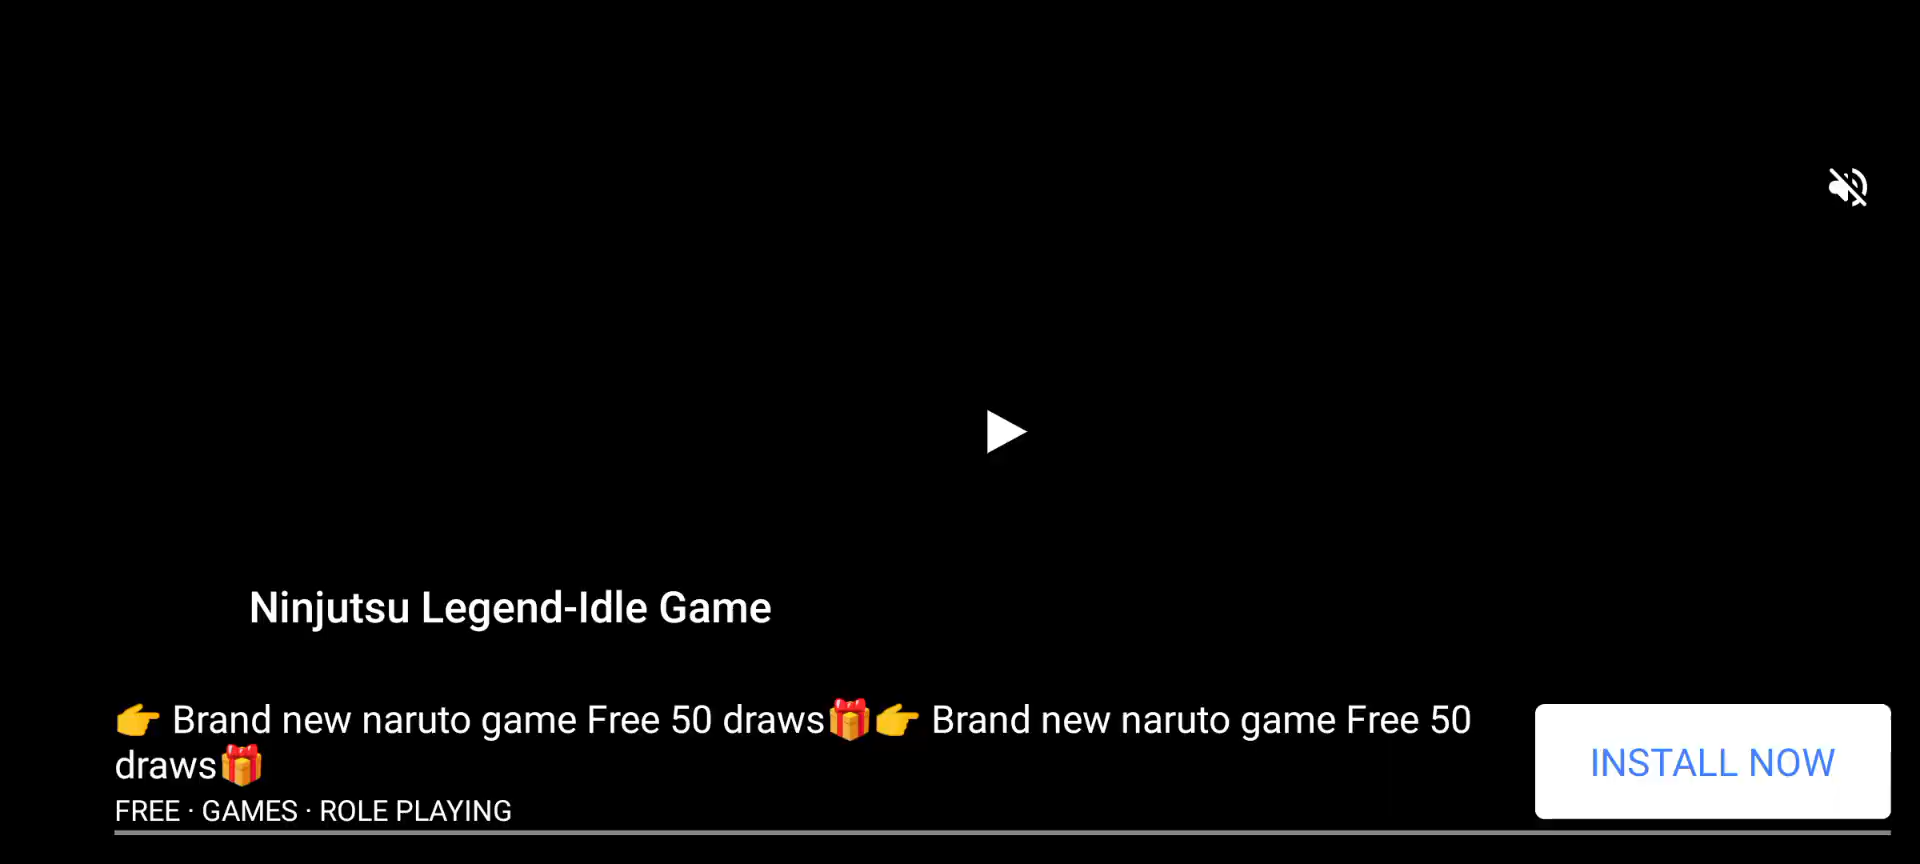 Ninjutsu Legend-Idle Game
👉 Brand new naruto game Free 50 draws🎁👉 Brand new naruto game Free 50
draws🎁
INSTALL NOW
FREE · GAMES · ROLE PLAYING